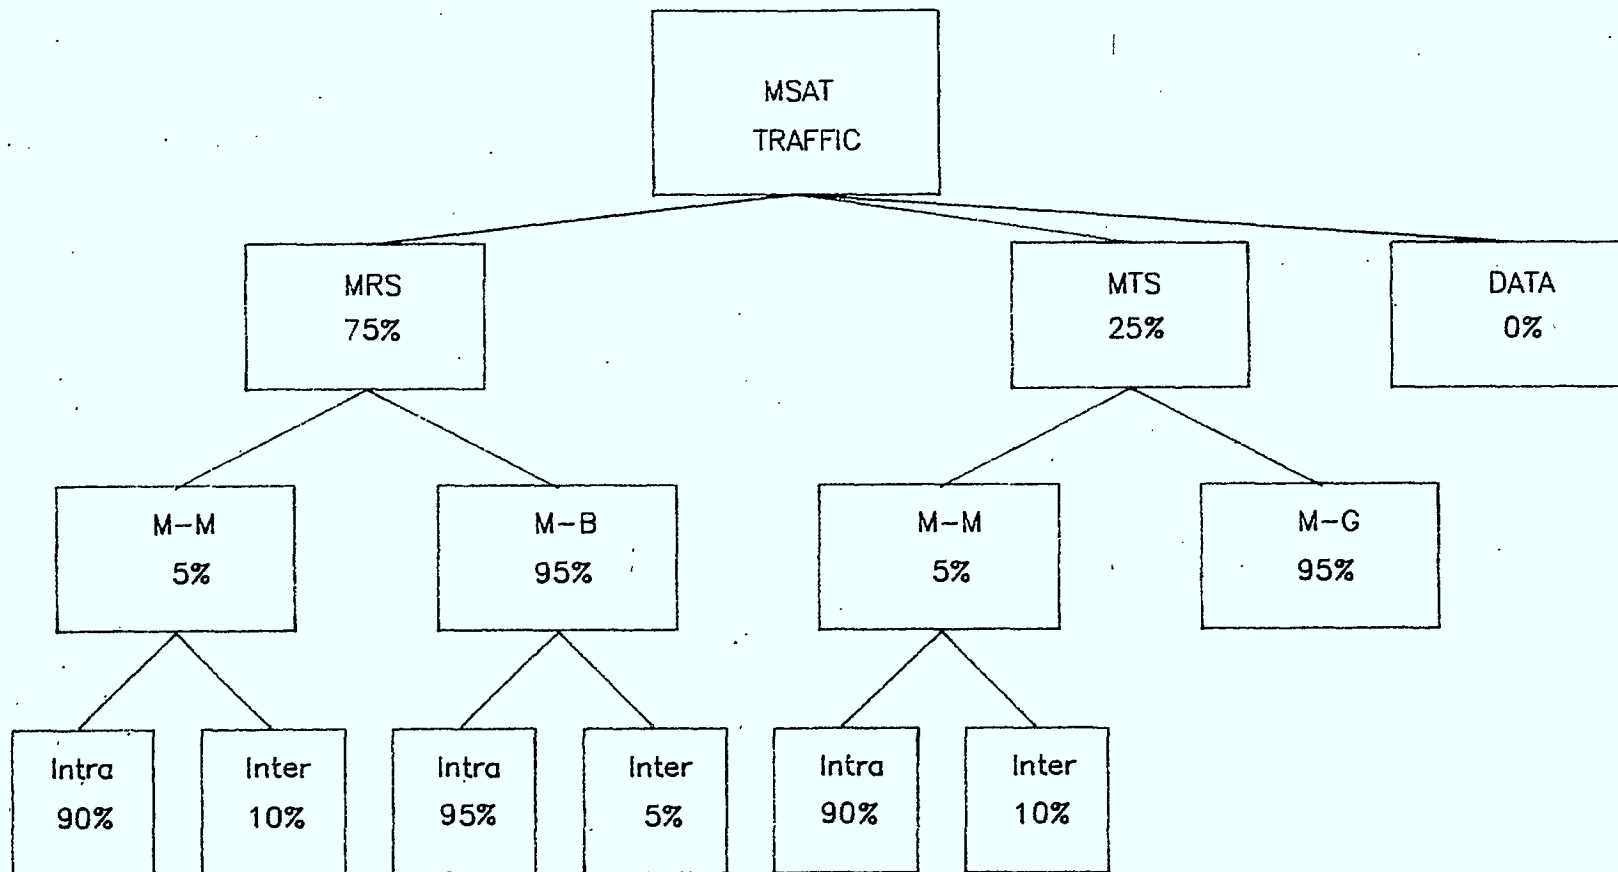 MSAT
TRAFFIC
MRS
75%
MTS
25%
DATA
0%
M-M
5%
M-B
95%
M-M
5%
M-G
95%
Intra
90%
Inter
10%
Intra
95%
Inter
5%
Intra
90%
Inter
10%